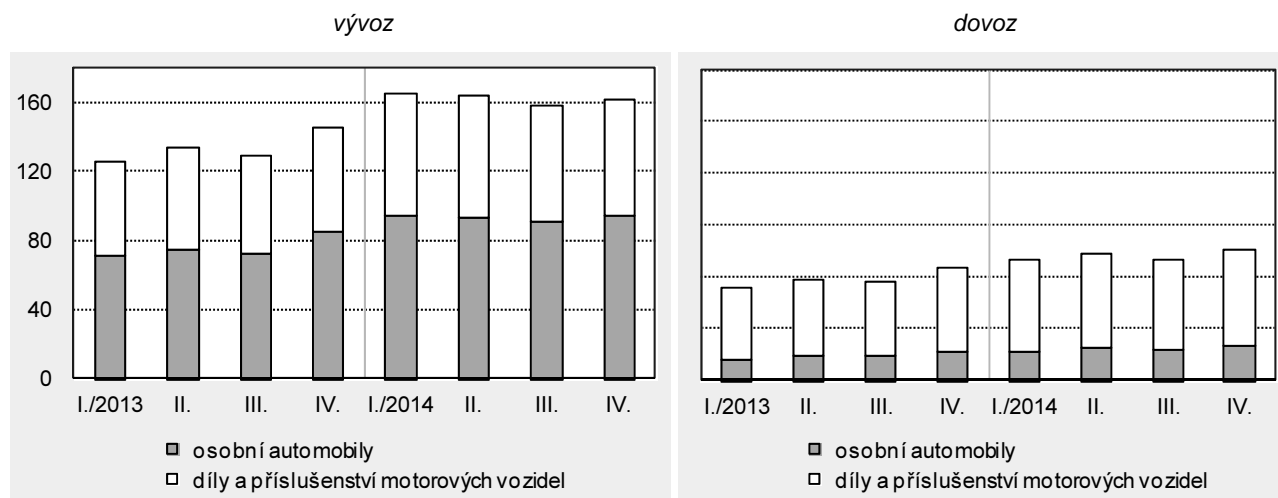 vývoz
160
120
80
40
0
I./2013 II. III. IV. I./2014 II. III. IV.
osobní automobily
díly a příslušenství motorových vozidel
dovoz
I./2013 II. III. IV. I./2014 II. III. IV.
osobní automobily
díly a příslušenství motorových vozidel